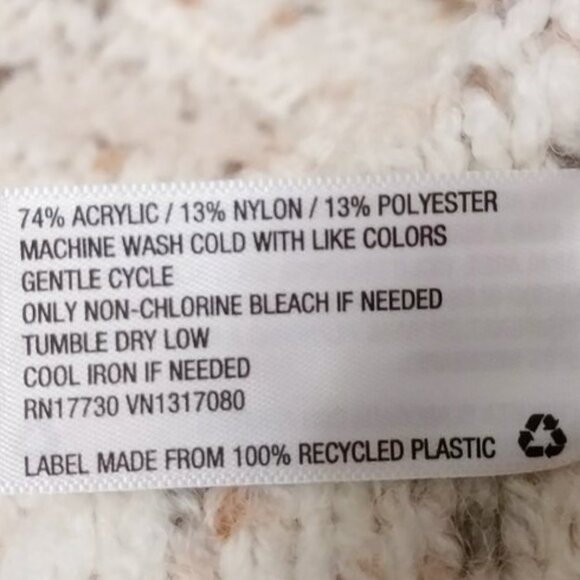 74% ACRYLIC / 13% NYLON / 13% POLYESTER
MACHINE WASH COLD WITH LIKE COLORS
GENTLE CYCLE
ONLY NON-CHLORINE BLEACH IF NEEDED
TUMBLE DRY LOW
COOL IRON IF NEEDED
RN17730 VN1317080
LABEL MADE FROM 100% RECYCLED PLASTIC